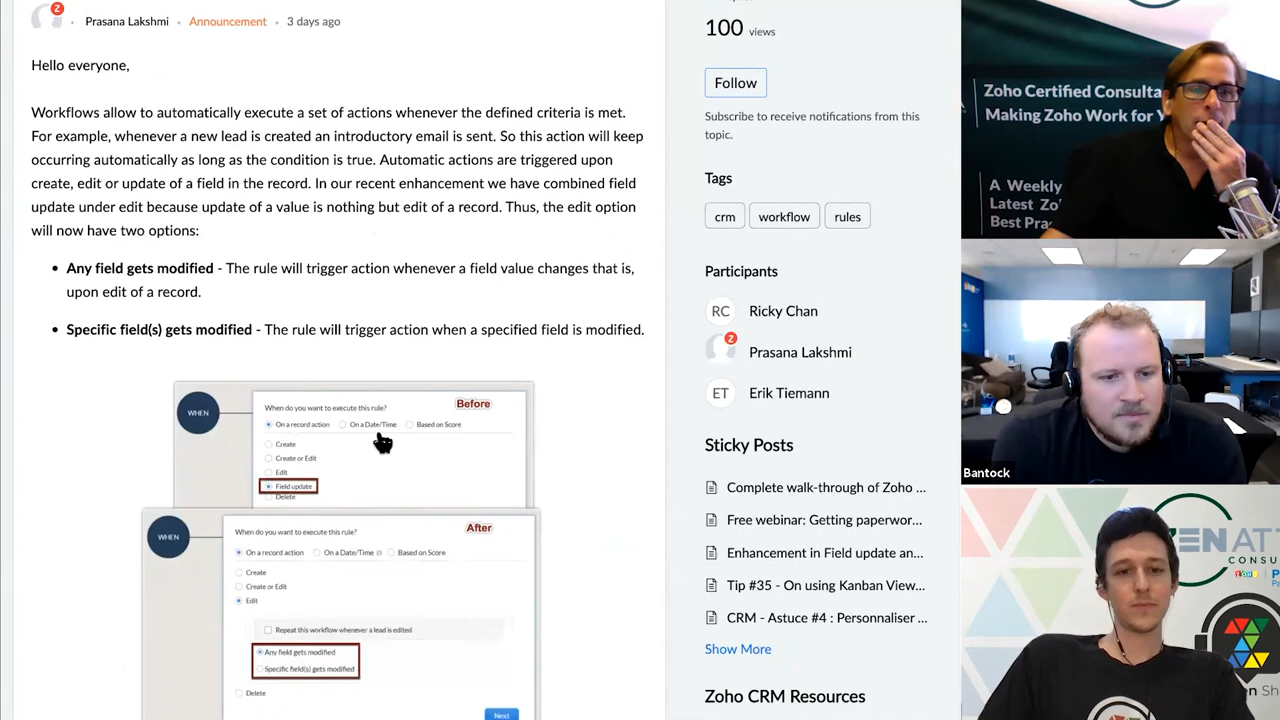 Prasana Lakshmi • Announcement • 3 days ago
Hello everyone,
Workflows allow to automatically execute a set of actions whenever the defined criteria is met.
For example, whenever a new lead is created an introductory email is sent. So this action will keep
occurring automatically as long as the condition is true. Automatic actions are triggered upon
create, edit or update of a field in the record. In our recent enhancement we have combined field
update under edit because update of a value is nothing but edit of a record. Thus, the edit option
will now have two options:
• Any field gets modified - The rule will trigger action whenever a field value changes that is,
upon edit of a record.
• Specific field(s) gets modified - The rule will trigger action when a specified field is modified.
WHEN
When do you want to execute this rule?
Before
On a record action On a Date/Time Based on Score
Create
Create or Edit
Edit
Field update
Delete
WHEN
When do you want to execute this rule?
After
On a record action On a Date/Time Based on Score
Create
Create or Edit
Edit
Repeat this workflow whenever a lead is edited
Any field gets modified
Specific field(s) gets modified
Delete
Next
100 views
Follow
Subscribe to receive notifications from this
topic.
Tags
crm workflow rules
Participants
RC Ricky Chan
Prasana Lakshmi
ET Erik Tiemann
Sticky Posts
Complete walk-through of Zoho ...
Free webinar: Getting paperwor...
Enhancement in Field update an...
Tip #35 - On using Kanban View...
CRM - Astuce #4 : Personnaliser ...
Show More
Zoho CRM Resources
Zoho Certified Consulta
Making Zoho Work for Y
A Weekly
Latest Zo
Best Pra
Bantock
ZEN AT
CONSU